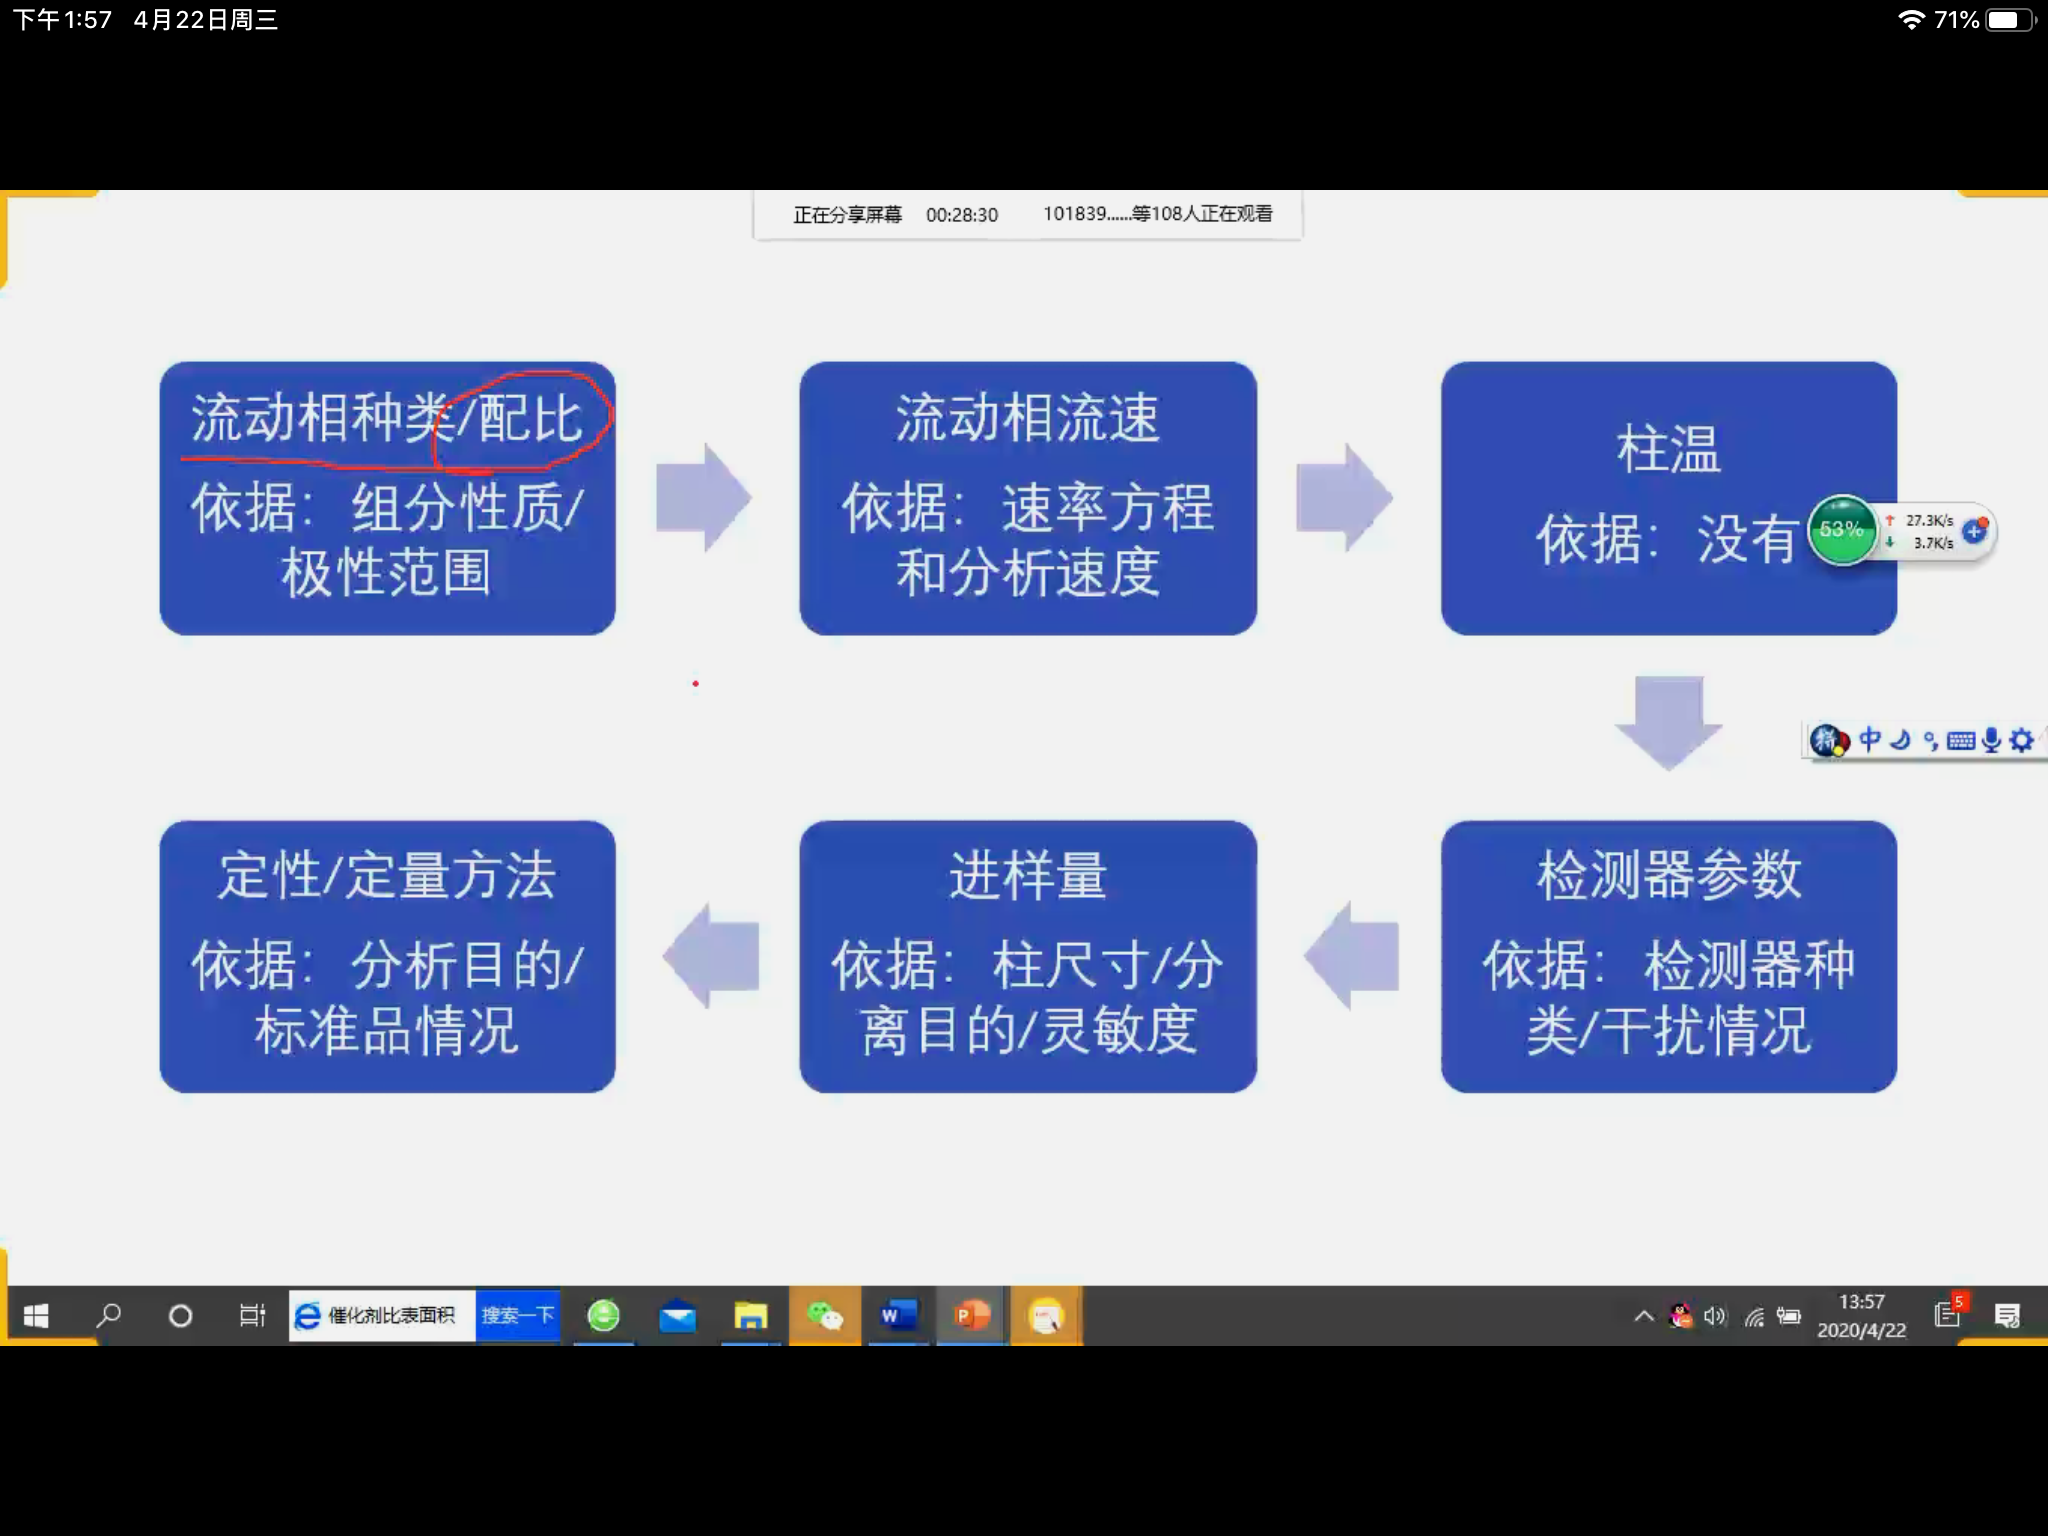 下午1:57 4月22日周三
71%
正在分享屏幕 00:28:30 101839......等108人正在观看
流动相种类/配比
依据：组分性质/
极性范围
流动相流速
依据：速率方程
和分析速度
柱温
依据：没有
53%
27.3K/s
3.7K/s
中
检测器参数
依据：检测器种
类/干扰情况
进样量
依据：柱尺寸/分
离目的/灵敏度
定性/定量方法
依据：分析目的/
标准品情况
催化剂比表面积 搜索一下
13:57
2020/4/22
5